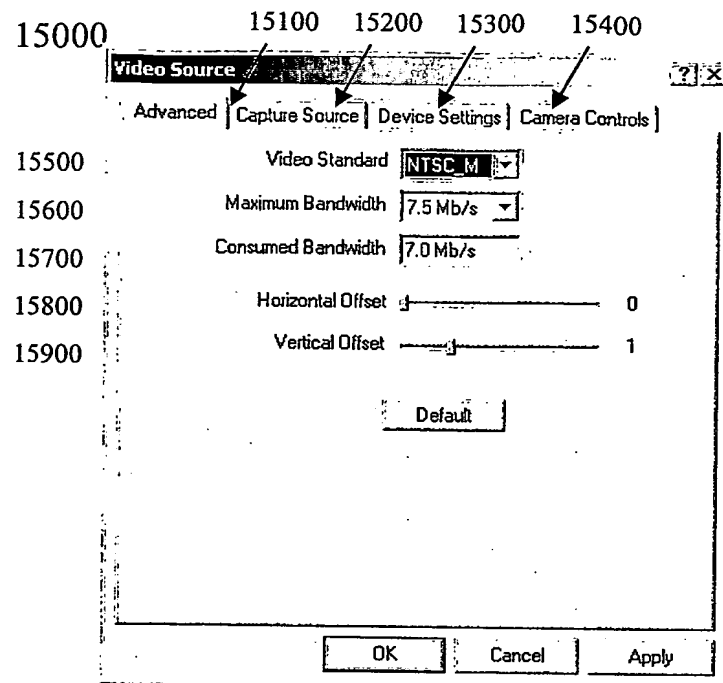 15000 15100 15200 15300 15400
Video Source ? X
Advanced Capture Source Device Settings Camera Controls
15500 Video Standard NTSC_M
15600 Maximum Bandwidth 7.5 Mb/s
15700 Consumed Bandwidth 7.0 Mb/s
15800 Horizontal Offset 0
15900 Vertical Offset 1
Default
OK Cancel Apply